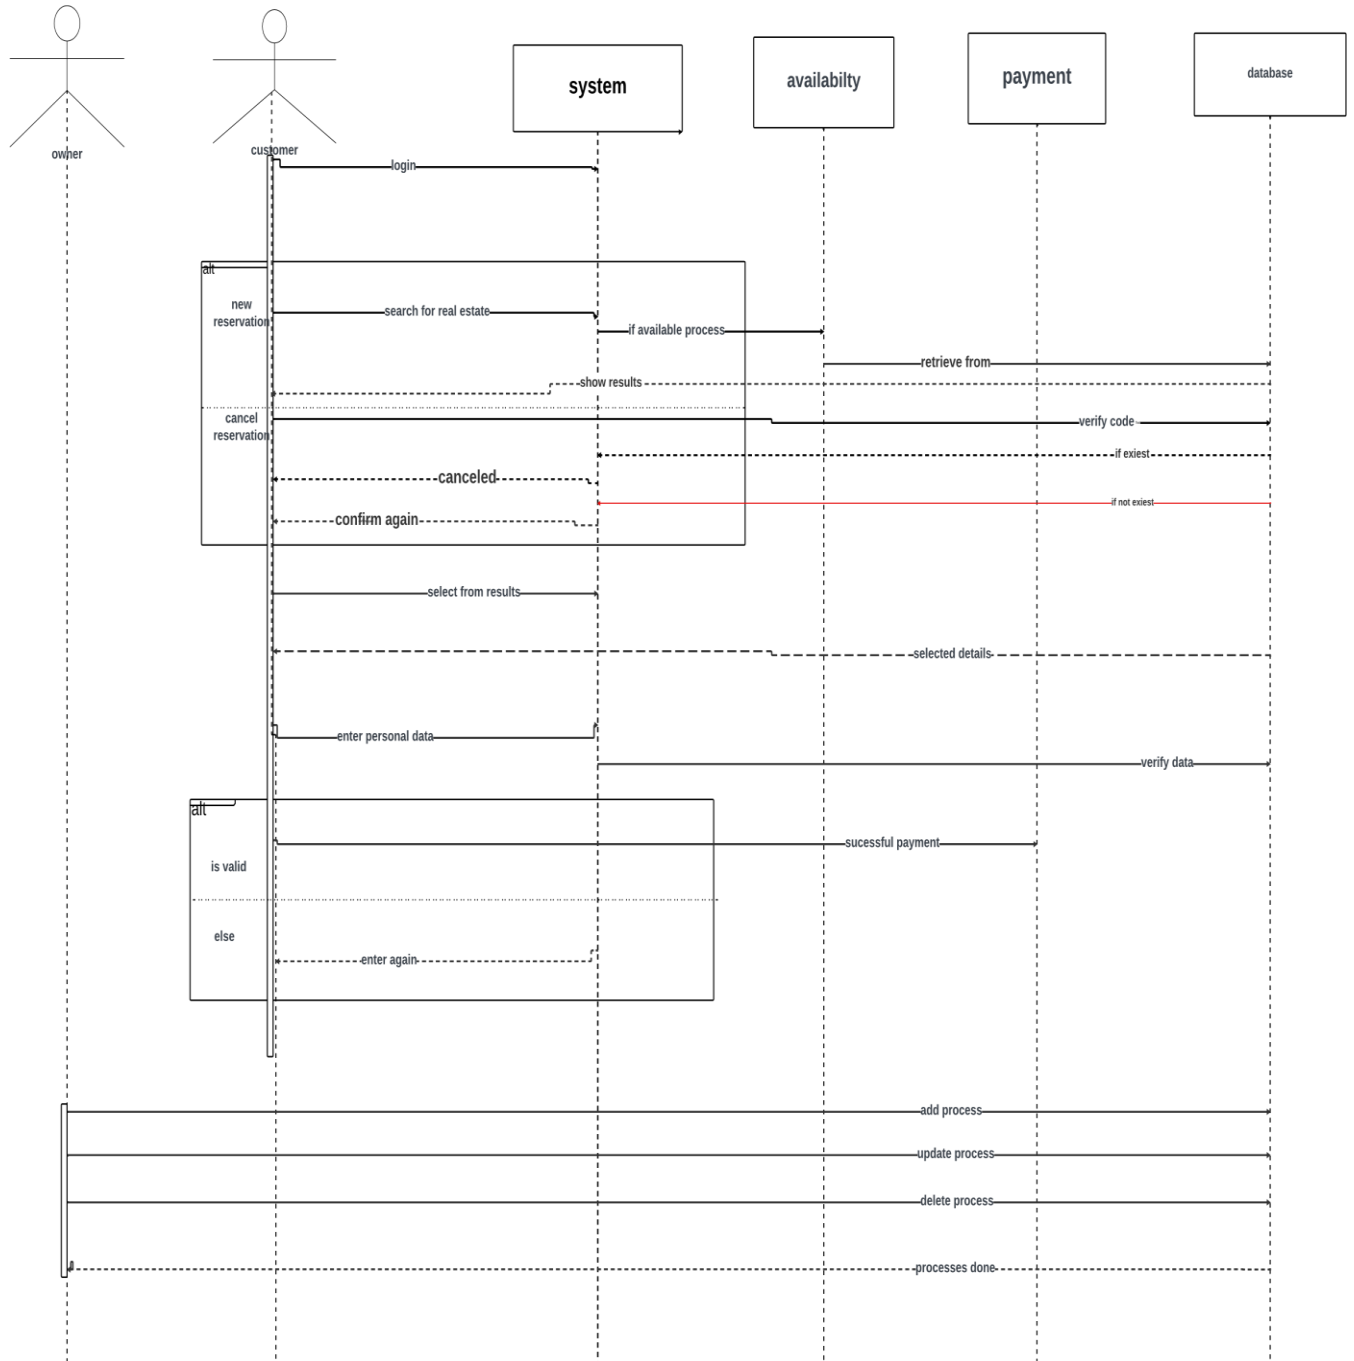 system
availabilty
payment
database
owner
customer
login
alt
new
reservation
search for real estate
if available process
retrieve from
show results
cancel
reservation
verify code
if exiest
canceled
if not exiest
confirm again
select from results
selected details
enter personal data
verify data
alt
sucessful payment
is valid
else
enter again
add process
update process
delete process
processes done